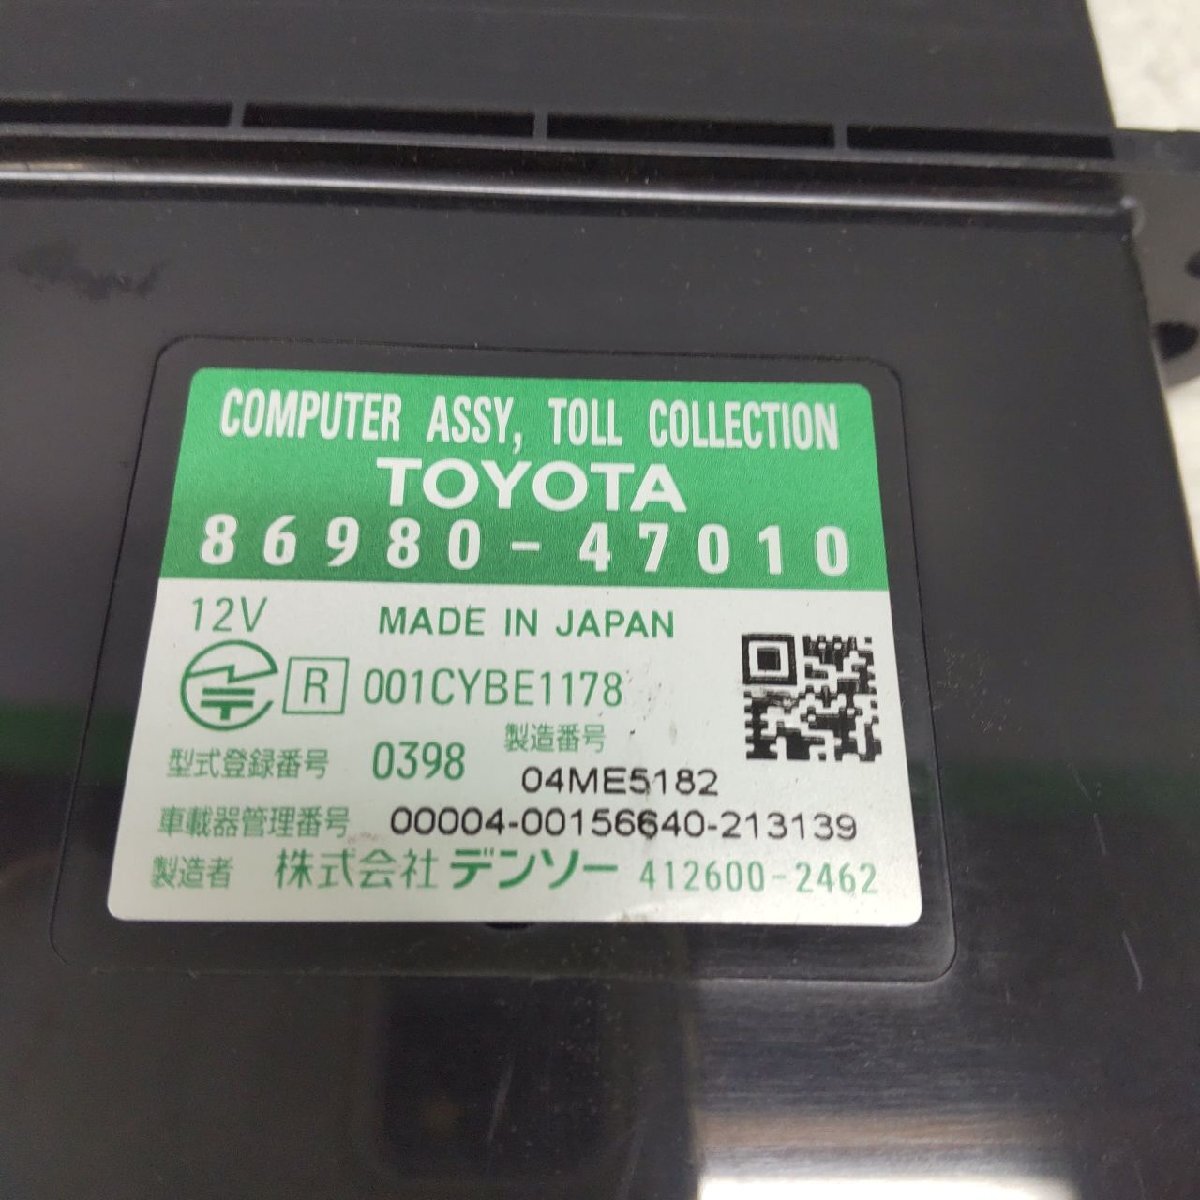 COMPUTER ASSY, TOLL COLLECTION
TOYOTA
86980-47010
12V MADE IN JAPAN
R 001CYBE1178
型式登録番号 0398 製造番号
04ME5182
車載器管理番号 00004-00156640-213139
製造者 株式会社 デンソー 412600-2462